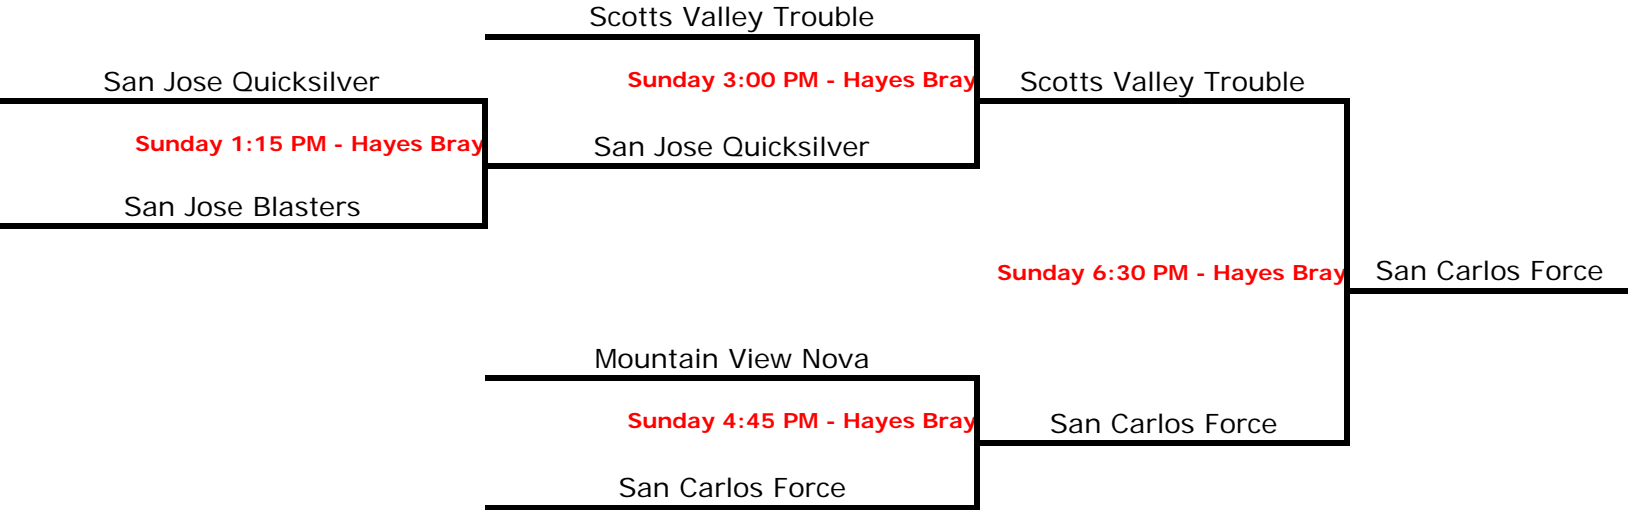 Scotts Valley Trouble
San Jose Quicksilver
Sunday 3:00 PM - Hayes Bray
Scotts Valley Trouble
Sunday 1:15 PM - Hayes Bray
San Jose Quicksilver
San Jose Blasters
Sunday 6:30 PM - Hayes Bray
San Carlos Force
Mountain View Nova
Sunday 4:45 PM - Hayes Bray
San Carlos Force
San Carlos Force